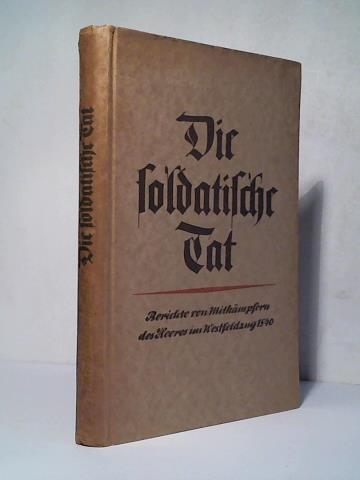 Die soldatische Tat
Die
soldatische
Tat
Berichte von Mitkämpfern
des Heeres im Westfeldzug 1940